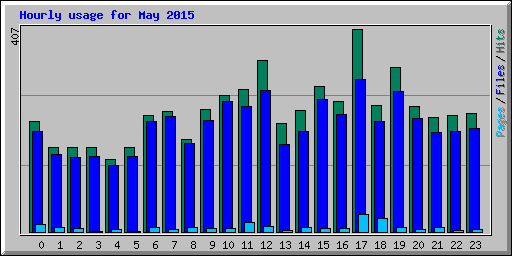 Hourly usage for May 2015
407
Pages / Files / Hits
0 1 2 3 4 5 6 7 8 9 10 11 12 13 14 15 16 17 18 19 20 21 22 23